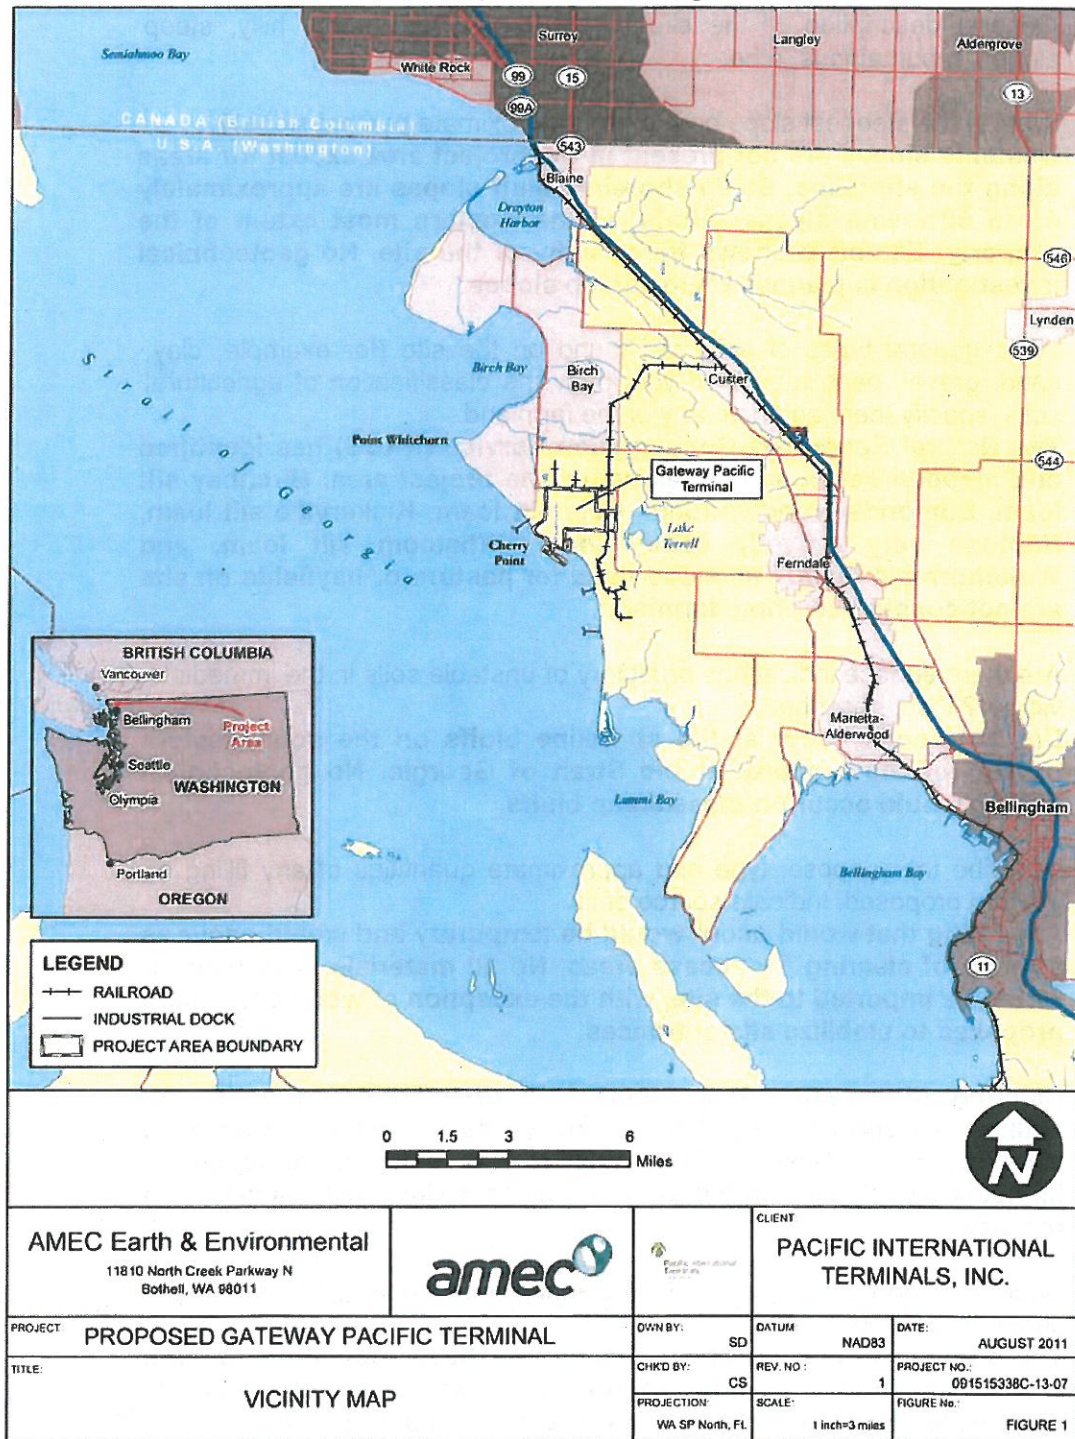 Semiahmoo Bay
Surrey
Langley
Aldergrove
White Rock
99
15
13
99A
CANADA (British Columbia)
U.S.A. (Washington)
543
Blaine
Drayton
Harbor
546
Lynden
539
Birch Bay
Birch
Bay
Custer
Strait of Georgia
Point Whitehorn
544
Gateway Pacific
Terminal
Lake
Terrell
Cherry
Point
Ferndale
BRITISH COLUMBIA
Vancouver
Bellingham
Project
Area
Seattle
WASHINGTON
Olympia
Portland
OREGON
Marietta-
Alderwood
Lummi Bay
Bellingham
Bellingham Bay
11
LEGEND
RAILROAD
INDUSTRIAL DOCK
PROJECT AREA BOUNDARY
0 1.5 3 6
Miles
N
AMEC Earth & Environmental
11810 North Creek Parkway N
Bothell, WA 98011
amec
Pacific International
Terminals
CLIENT
PACIFIC INTERNATIONAL
TERMINALS, INC.
PROJECT
PROPOSED GATEWAY PACIFIC TERMINAL
DWN BY:
SD
DATUM
NAD83
DATE:
AUGUST 2011
TITLE:
VICINITY MAP
CHK'D BY:
CS
REV. NO :
1
PROJECT NO.:
091515338C-13-07
PROJECTION:
WA SP North, Ft.
SCALE:
1 inch=3 miles
FIGURE No.:
FIGURE 1